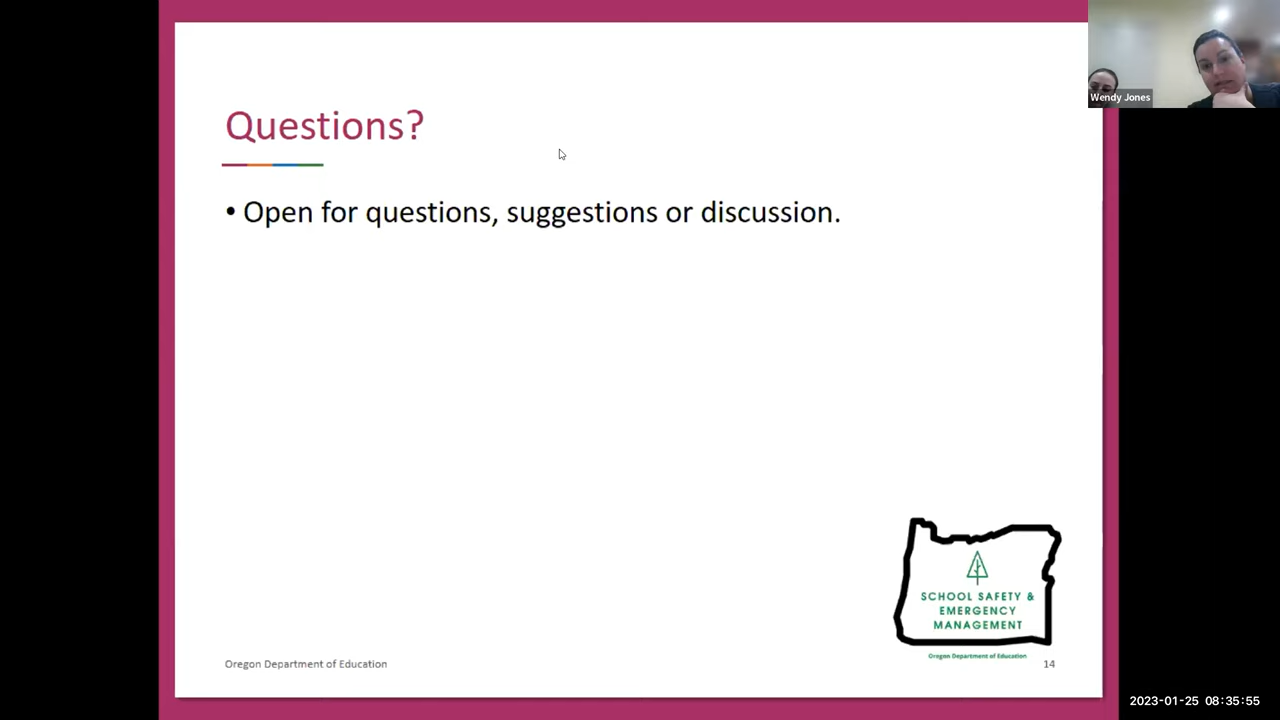 Wendy Jones
Questions?
• Open for questions, suggestions or discussion.
SCHOOL SAFETY &
EMERGENCY
MANAGEMENT
Oregon Department of Education
Oregon Department of Education
14
2023-01-25 08:35:55